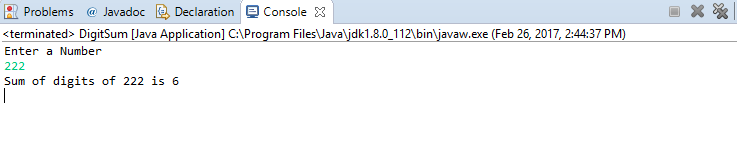 Problems @ Javadoc Declaration Console
<terminated> DigitSum [Java Application] C:\Program Files\Java\jdk1.8.0_112\bin\javaw.exe (Feb 26, 2017, 2:44:37 PM)
Enter a Number
222
Sum of digits of 222 is 6